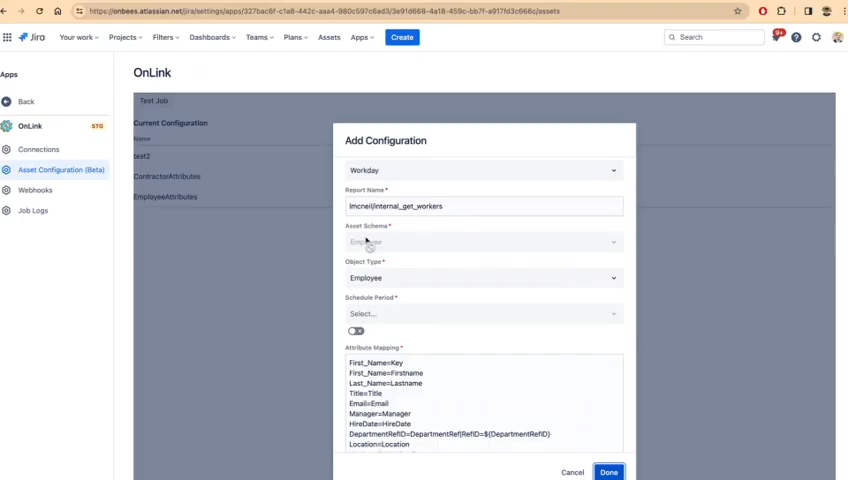 https://onbees.atlassian.net/jira/settings/apps/327bac6f-c1a8-442c-aaa4-980c597c6ad3/3e91d668-4a18-459c-bb7f-a917fd3c666c/assets
Jira Your work Projects Filters Dashboards Teams Plans Assets Apps Create Search 9+
Apps
Back
OnLink STG
Connections
Asset Configuration (Beta)
Webhooks
Job Logs
OnLink
Test Job
Current Configuration
Name
test2
ContractorAttributes
EmployeeAttributes
Add Configuration
Workday
Report Name *
lmcneil/internal_get_workers
Asset Schema *
Employee
Object Type *
Employee
Schedule Period *
Select...
Attribute Mapping *
First_Name=Key
First_Name=Firstname
Last_Name=Lastname
Title=Title
Email=Email
Manager=Manager
HireDate=HireDate
DepartmentRefID=DepartmentRef|RefID=${DepartmentRefID}
Location=Location
Cancel Done